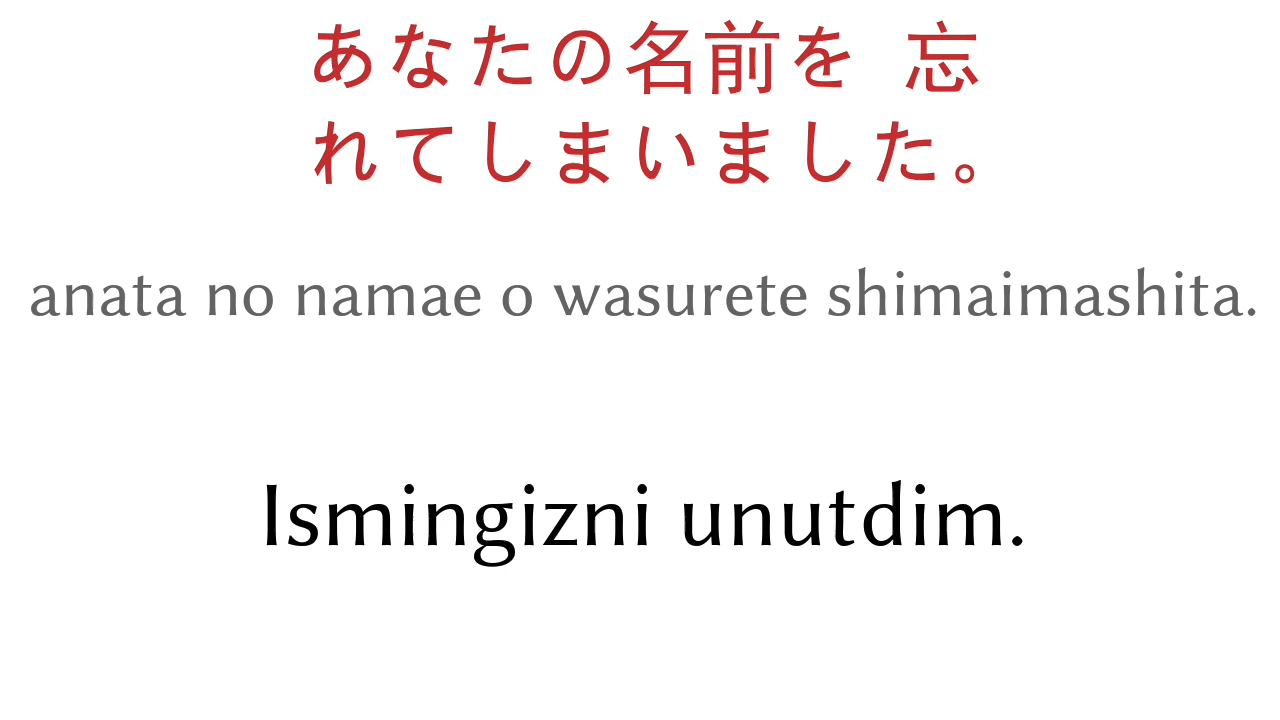 あなたの名前を 忘
れてしまいました。
anata no namae o wasurete shimaimashita.
Ismingizni unutdim.